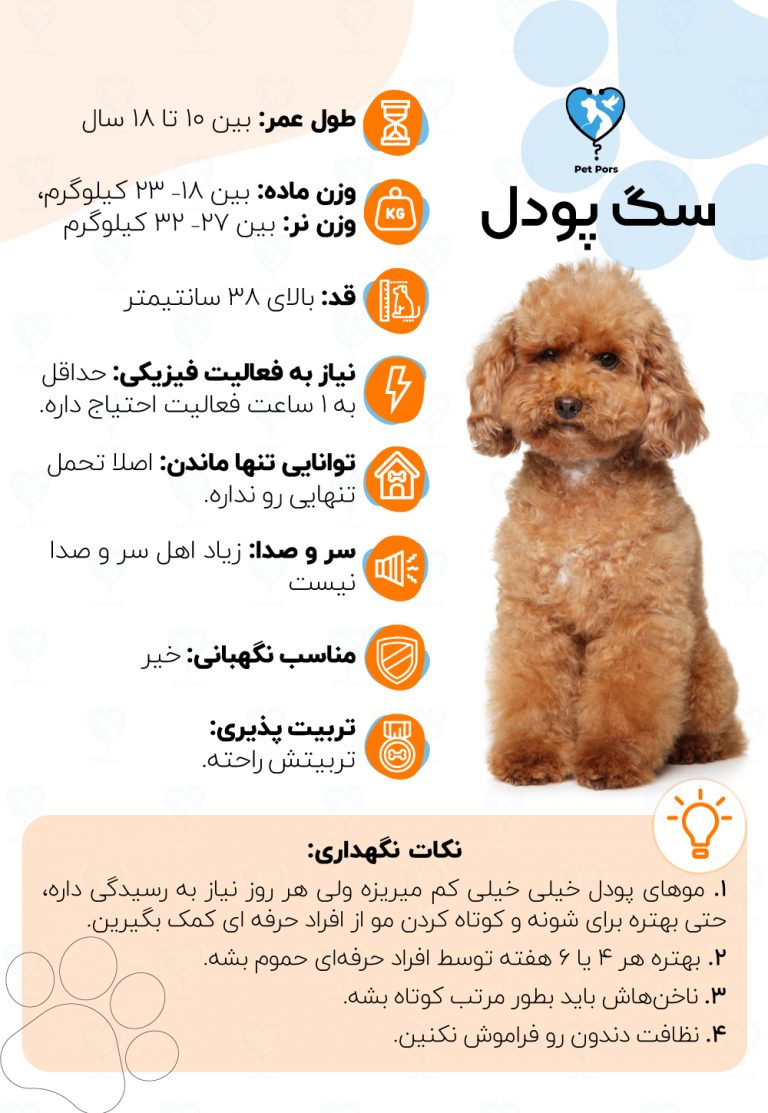 Pet Pors
سگ پودل
طول عمر: بین ۱۰ تا ۱۸ سال
وزن ماده: بین ۱۸- ۲۳ کیلوگرم،
وزن نر: بین ۲۷- ۳۲ کیلوگرم
قد: بالای ۳۸ سانتیمتر
نیاز به فعالیت فیزیکی: حداقل
به ۱ ساعت فعالیت احتیاج داره.
توانایی تنها ماندن: اصلا تحمل
تنهایی رو نداره.
سر و صدا: زیاد اهل سر و صدا
نیست
مناسب نگهبانی: خیر
تربیت پذیری:
تربیتش راحته.
KG
نکات نگهداری:
۱. موهای پودل خیلی خیلی کم میریزه ولی هر روز نیاز به رسیدگی داره،
حتی بهتره برای شونه و کوتاه کردن مو از افراد حرفه ای کمک بگیرین.
۲. بهتره هر ۴ یا ۶ هفته توسط افراد حرفه‌ای حموم بشه.
۳. ناخن‌هاش باید بطور مرتب کوتاه بشه.
۴. نظافت دندون رو فراموش نکنین.